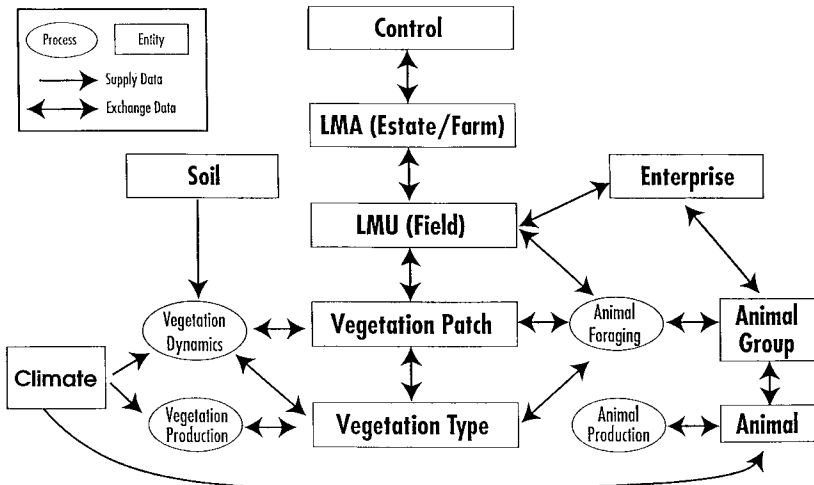 Control
Process
Entity
Supply Data
Exchange Data
LMA (Estate/Farm)
Soil
Enterprise
LMU (Field)
Vegetation
Dynamics
Vegetation Patch
Animal
Foraging
Animal
Group
Climate
Vegetation
Production
Vegetation Type
Animal
Production
Animal